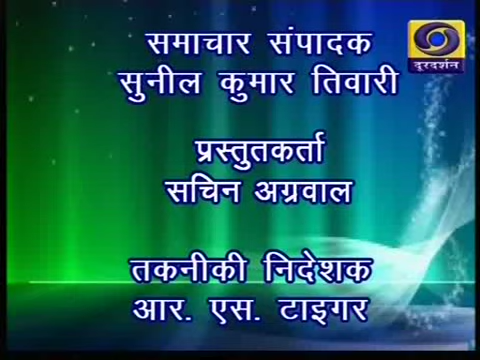 समाचार संपादक
दूरदर्शन
सुनील कुमार तिवारी
प्रस्तुतकर्ता
सचिन अग्रवाल
तकनीकी निदेशक
आर. एस. टाइगर